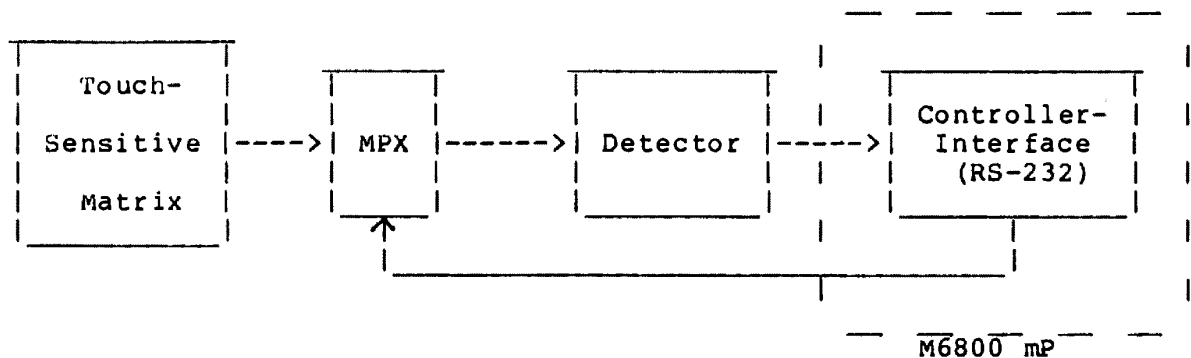 Touch-
Sensitive
Matrix
MPX
Detector
Controller-
Interface
(RS-232)
M6800 mP